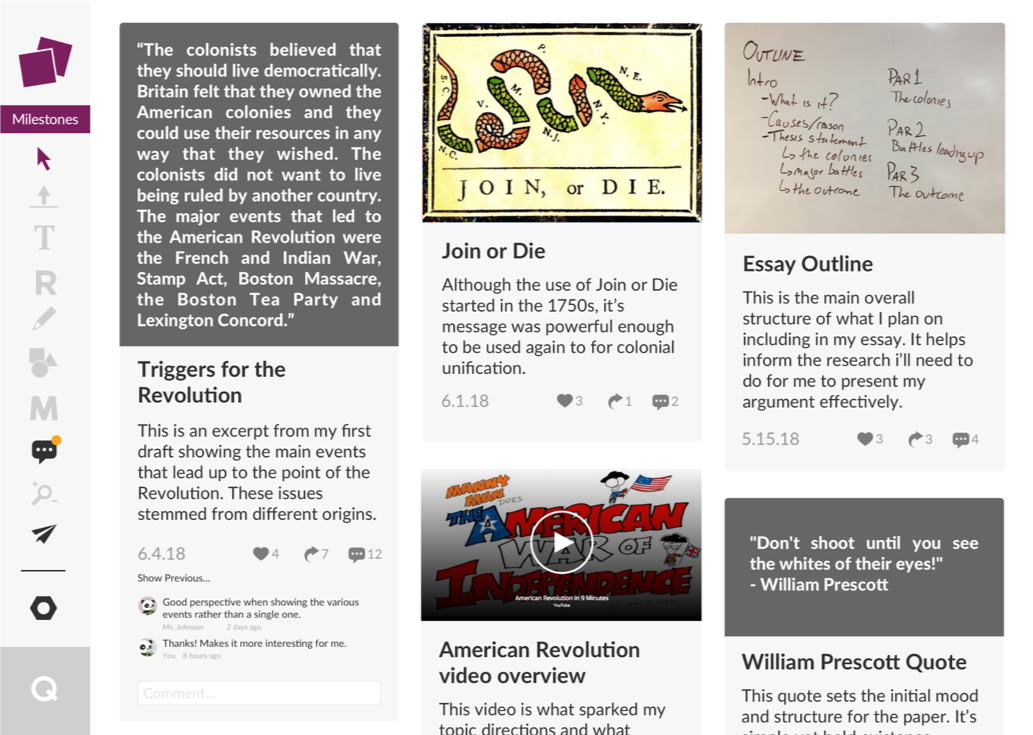 Milestones
T
R
M
Q
“The colonists believed that
they should live democratically.
Britain felt that they owned the
American colonies and they
could use their resources in any
way that they wished. The
colonists did not want to live
being ruled by another country.
The major events that led to
the American Revolution were
the French and Indian War,
Stamp Act, Boston Massacre,
the Boston Tea Party and
Lexington Concord.”
Triggers for the
Revolution
This is an excerpt from my first
draft showing the main events
that lead up to the point of the
Revolution. These issues
stemmed from different origins.
6.4.18 4 7 12
Show Previous...
Good perspective when showing the various
events rather than a single one.
Ms. Johnson 2 days ago
Thanks! Makes it more interesting for me.
You 8 hours ago
Comment...
S.C.
N.C.
V.
M.
P.
N.J.
N.Y.
N.E.
JOIN, or DIE.
Join or Die
Although the use of Join or Die
started in the 1750s, it’s
message was powerful enough
to be used again to for colonial
unification.
6.1.18 3 1 2
MANNY
MAN
DOES
THE AMERICAN
WAR OF
INDEPENDENCE
American Revolution in 9 Minutes
YouTube
American Revolution
video overview
This video is what sparked my
topic directions and what
OUTLINE
Intro
- What is it?
- Causes/reason
- Thesis statement
↳ the colonies
↳ major battles
↳ the outcome
PAR 1
The colonies
PAR 2
Battles leading up
PAR 3
The outcome
Essay Outline
This is the main overall
structure of what I plan on
including in my essay. It helps
inform the research i’ll need to
do for me to present my
argument effectively.
5.15.18 3 3 4
"Don't shoot until you see
the whites of their eyes!"
- William Prescott
William Prescott Quote
This quote sets the initial mood
and structure for the paper. It’s
simple yet bold existence